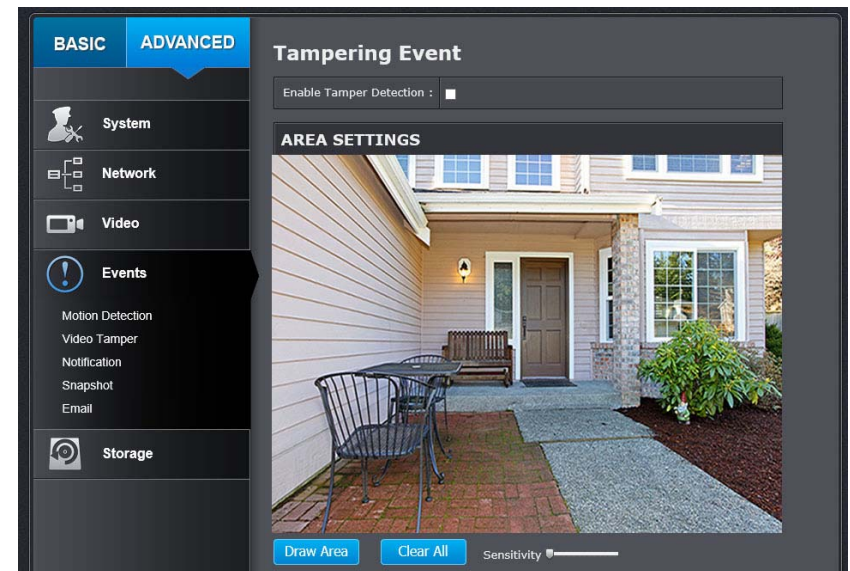 BASIC
ADVANCED
System
Network
Video
Events
Motion Detection
Video Tamper
Notification
Snapshot
Email
Storage
Tampering Event
Enable Tamper Detection :
AREA SETTINGS
Draw Area
Clear All
Sensitivity